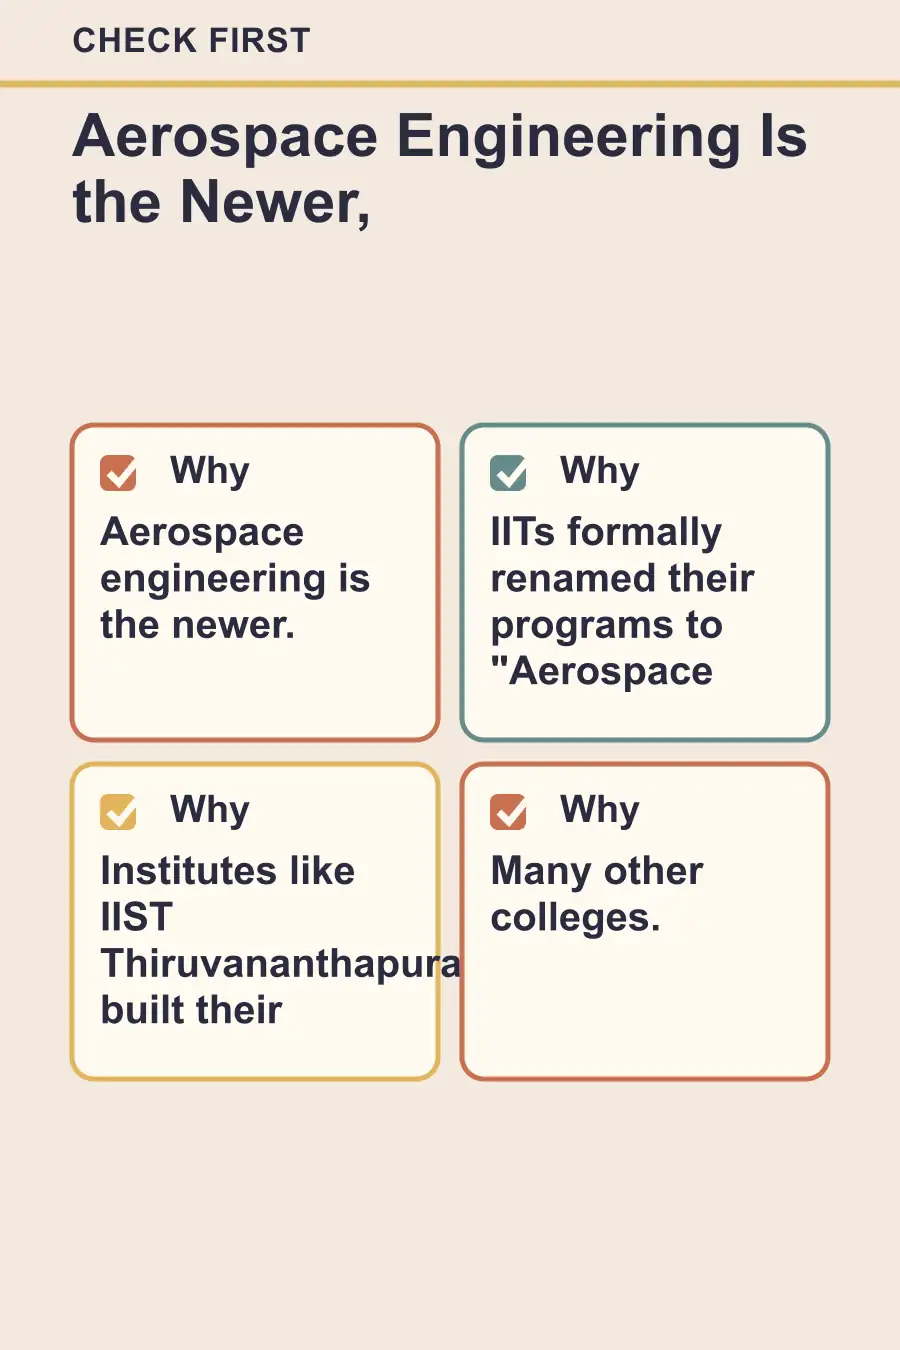 CHECK FIRST
Aerospace Engineering Is
the Newer,
Why
Aerospace
engineering is
the newer.
Why
IITs formally
renamed their
programs to
"Aerospace
Why
Institutes like
IIST
Thiruvananthapura
built their
Why
Many other
colleges.